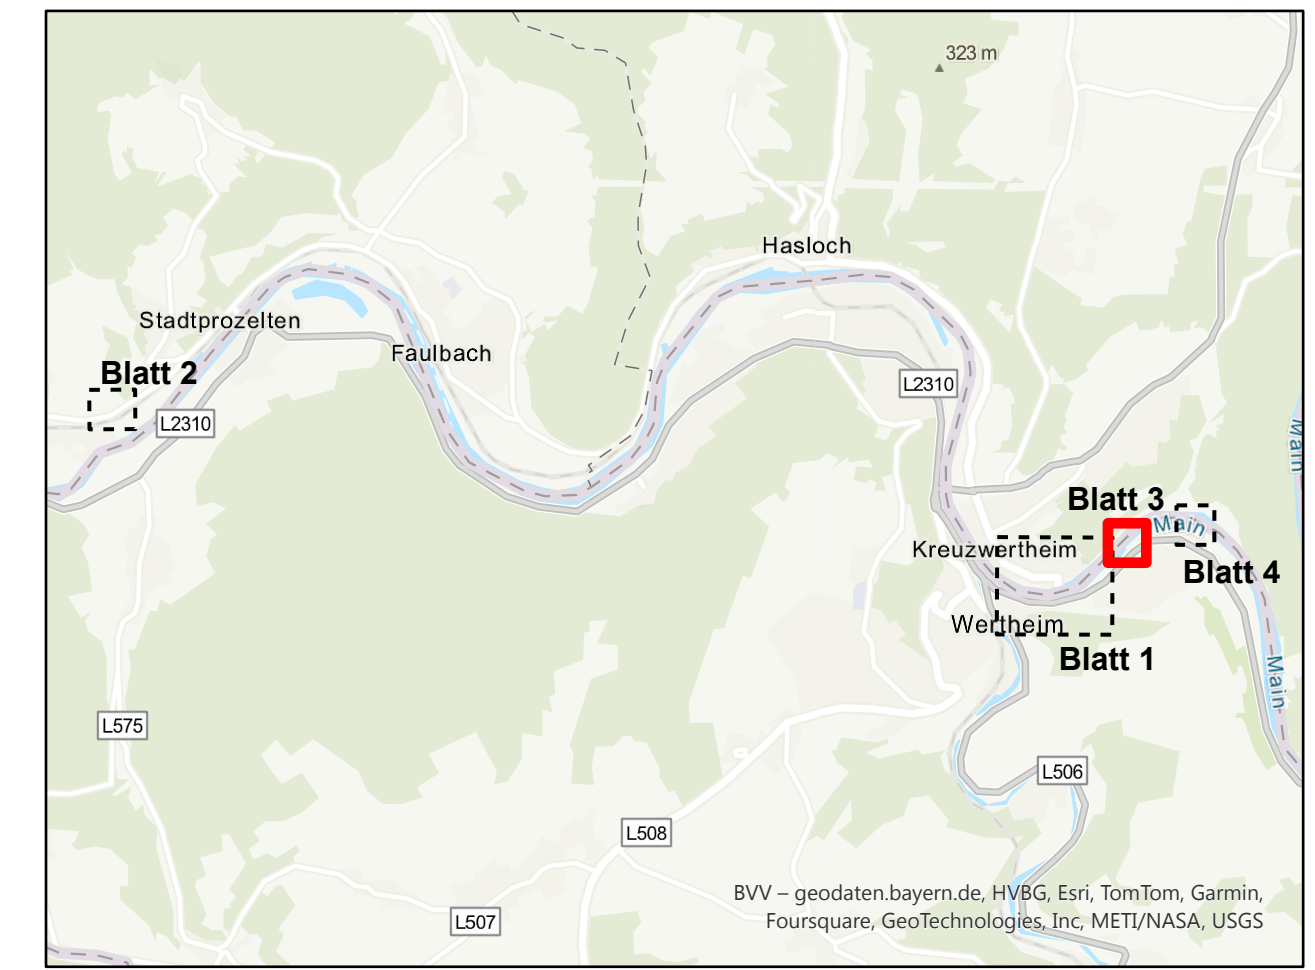 323 m
Hasloch
Stadtprozelten
Faulbach
Blatt 2
L2310
L2310
Main
Blatt 3
Main
Kreuzwertheim
Blatt 4
Wertheim
Blatt 1
Main
L575
L506
L508
L507
BVV – geodaten.bayern.de, HVBG, Esri, TomTom, Garmin,
Foursquare, GeoTechnologies, Inc, METI/NASA, USGS